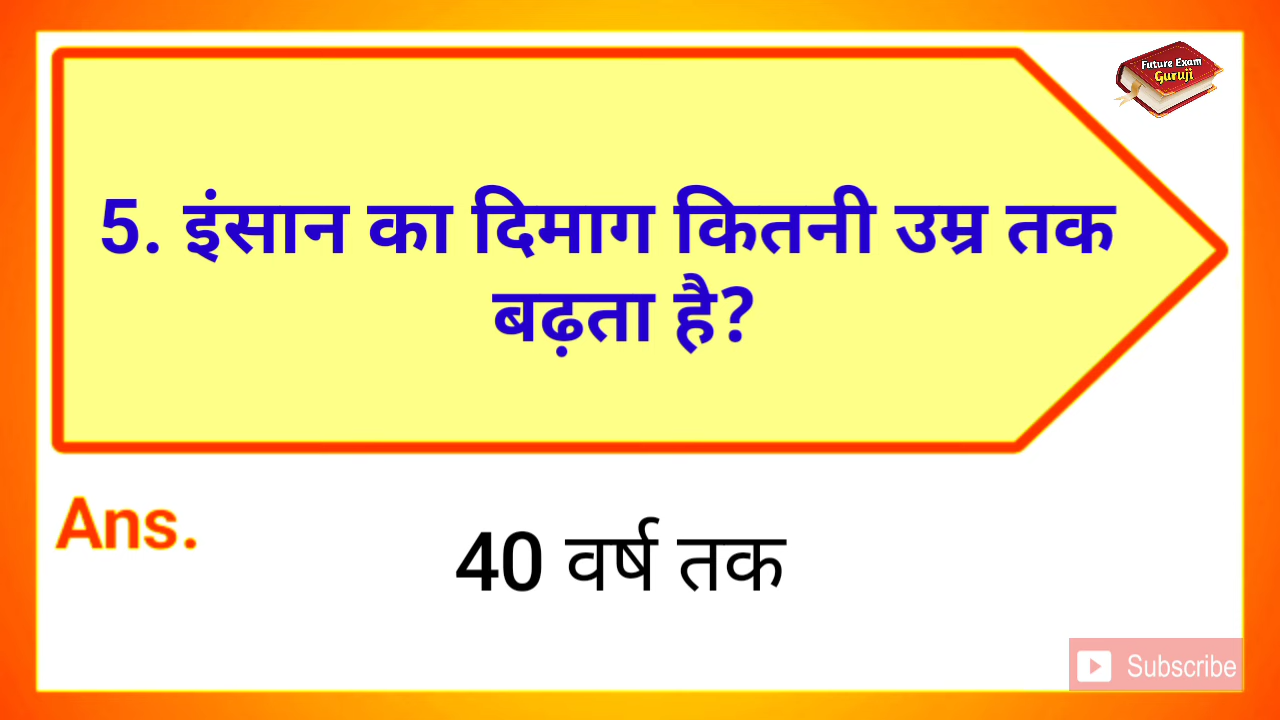 Future Exam
Guruji
5. इंसान का दिमाग कितनी उम्र तक
बढ़ता है?
Ans.
40 वर्ष तक
Subscribe